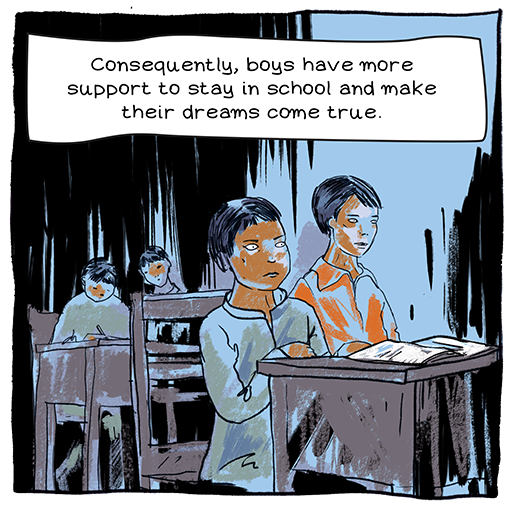 Consequently, boys have more
support to stay in school and make
their dreams come true.